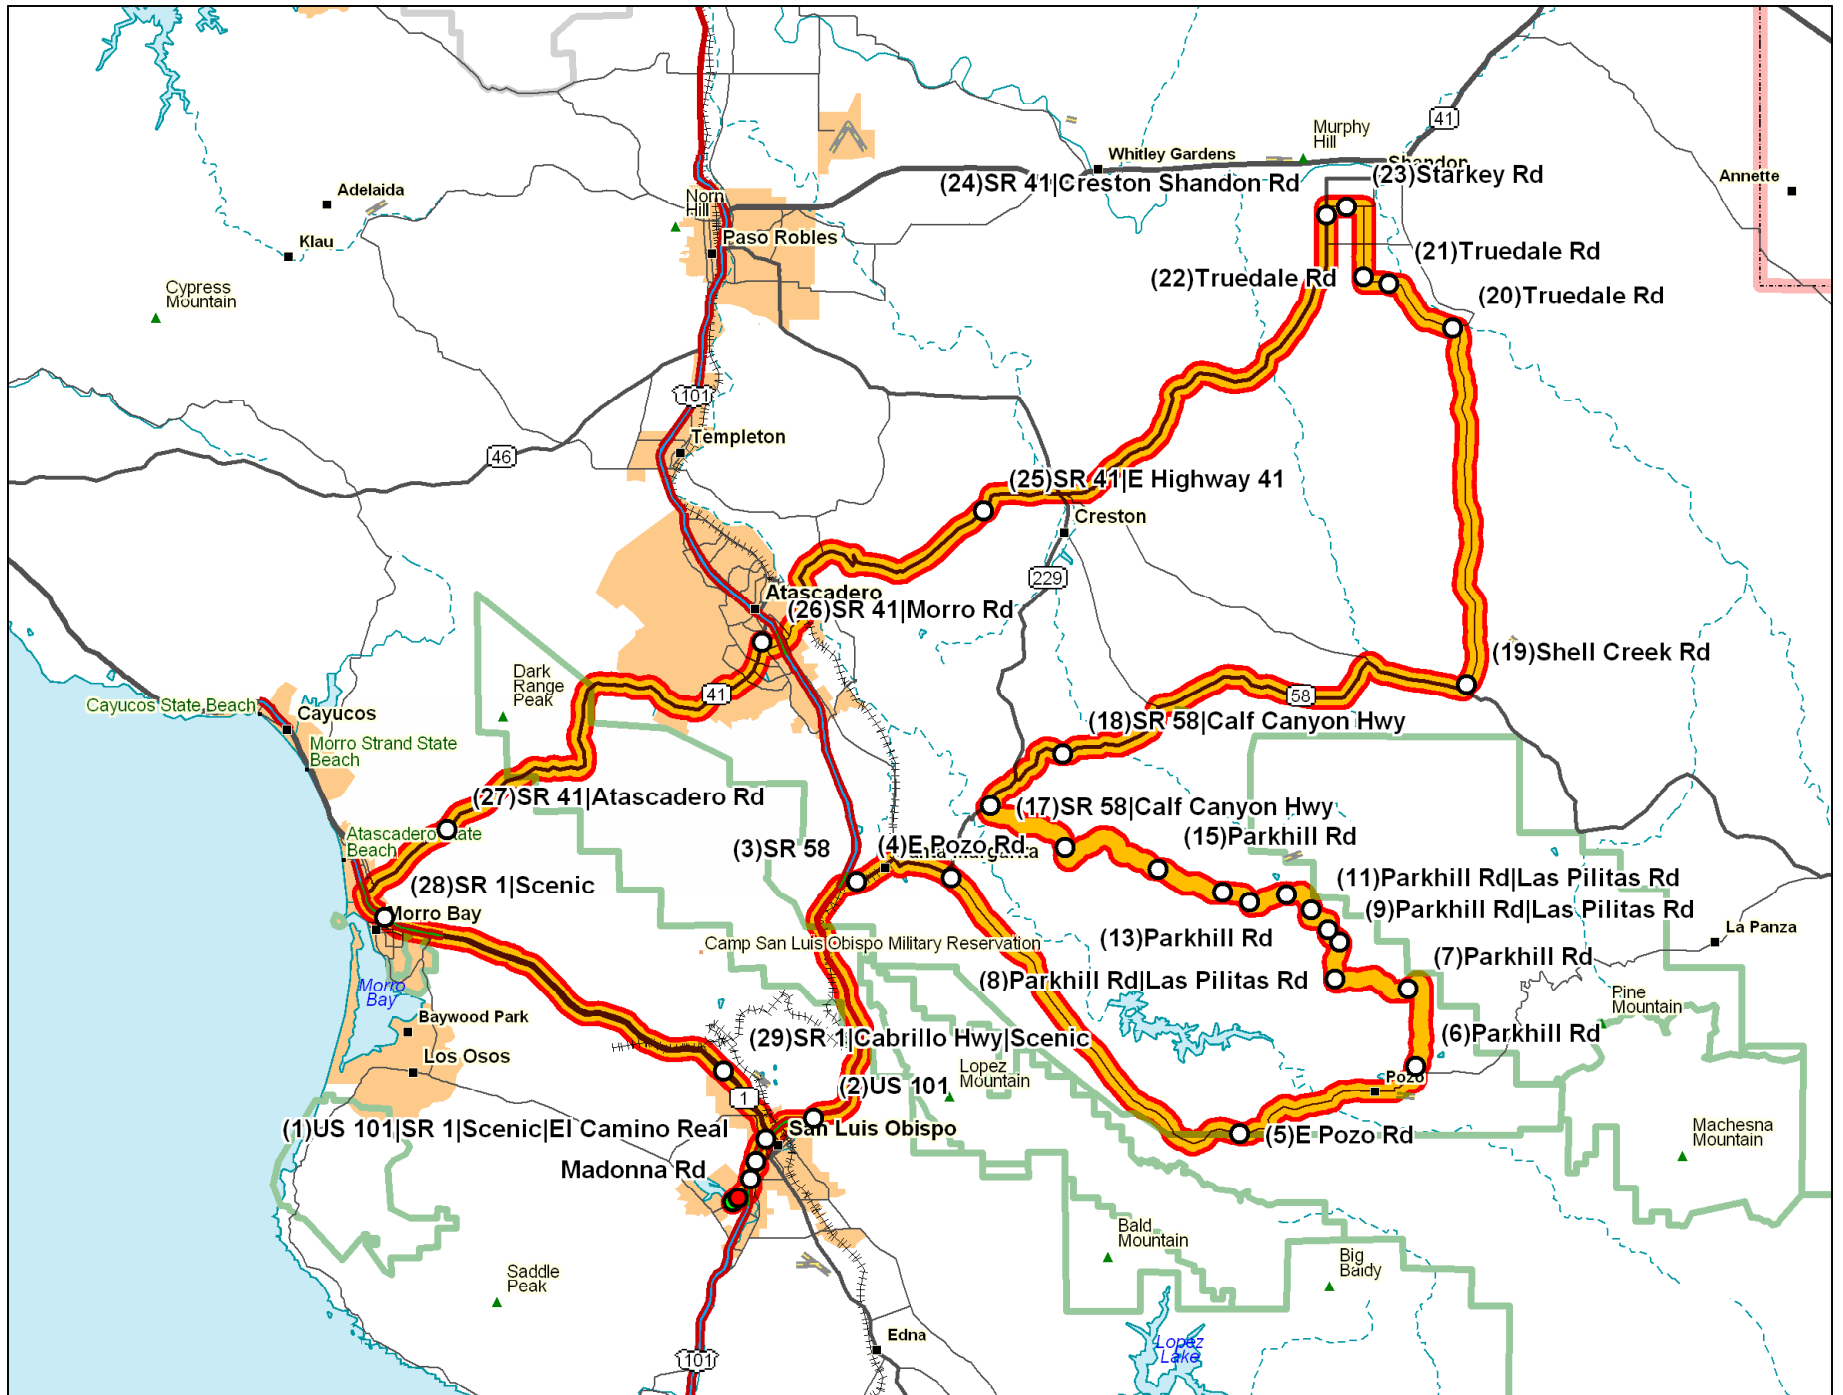 41
Murphy
Hill
Whitley Gardens
Shandon
Annette
(24)SR 41|Creston Shandon Rd
(23)Starkey Rd
Adelaida
Klau
Paso Robles
Cypress
Mountain
(21)Truedale Rd
(22)Truedale Rd
(20)Truedale Rd
101
Templeton
46
(25)SR 41|E Highway 41
Creston
229
Atascadero
(26)SR 41|Morro Rd
(19)Shell Creek Rd
Dark
Range
Peak
41
58
Cayucos State Beach
Cayucos
(18)SR 58|Calf Canyon Hwy
Morro Strand State
Beach
(27)SR 41|Atascadero Rd
(17)SR 58|Calf Canyon Hwy
Atascadero State
Beach
(3)SR 58
(4)E Pozo Rd
(15)Parkhill Rd
(28)SR 1|Scenic
(11)Parkhill Rd|Las Pilitas Rd
Morro Bay
(9)Parkhill Rd|Las Pilitas Rd
La Panza
Camp San Luis Obispo Military Reservation
(13)Parkhill Rd
(7)Parkhill Rd
(8)Parkhill Rd|Las Pilitas Rd
Morro
Bay
Pine
Mountain
Baywood Park
(29)SR 1|Cabrillo Hwy|Scenic
(6)Parkhill Rd
Los Osos
Lopez
Mountain
Pozo
(2)US 101
1
(1)US 101|SR 1|Scenic|El Camino Real
San Luis Obispo
(5)E Pozo Rd
Machesna
Mountain
Madonna Rd
Bald
Mountain
Big
Baldy
Saddle
Peak
Edna
Lopez
Lake
101